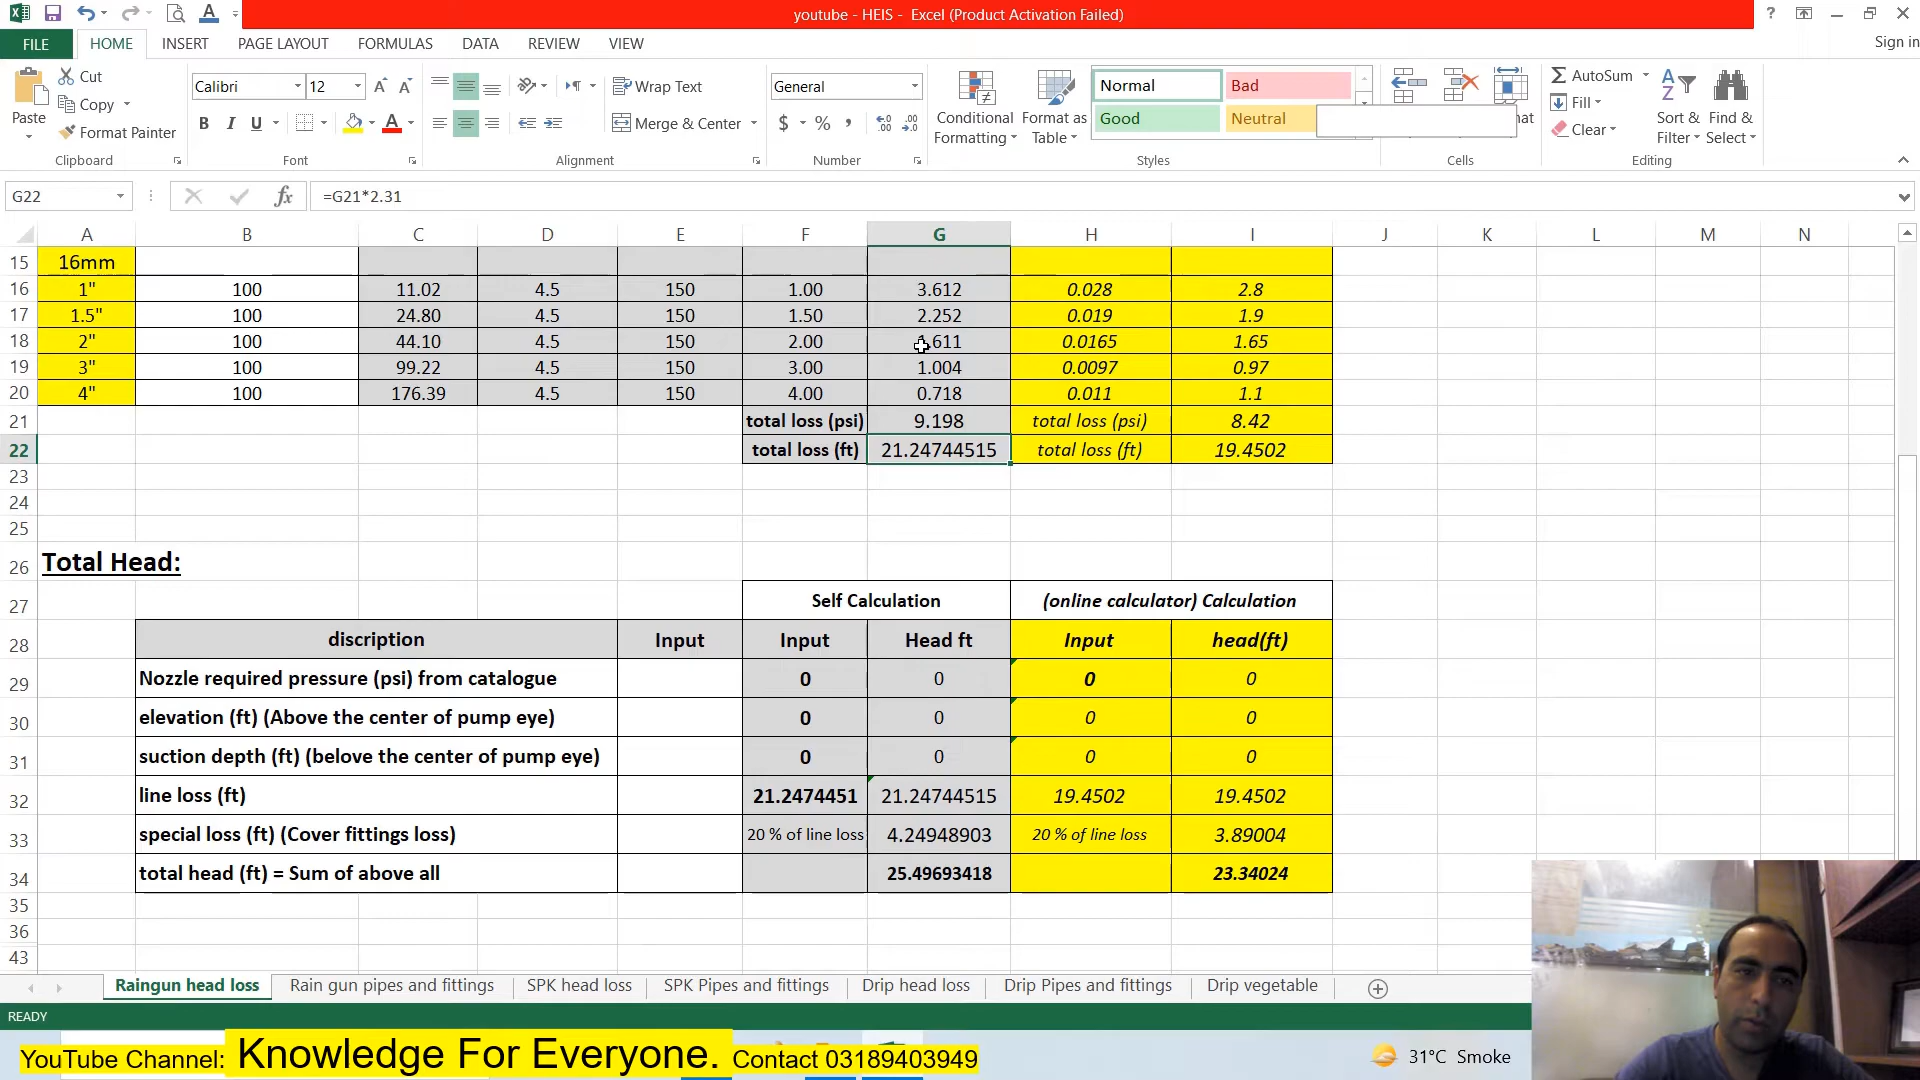 youtube - HEIS - Excel (Product Activation Failed)
FILE HOME INSERT PAGE LAYOUT FORMULAS DATA REVIEW VIEW Sign in
Paste Cut Copy Format Painter
Calibri 12
B I U
Wrap Text
Merge & Center
General
$ % ,
Conditional Formatting
Format as Table
Normal Bad
Good Neutral
AutoSum
Fill
Clear
Sort & Filter
Find & Select
Clipboard Font Alignment Number Styles Cells Editing
G22 fx =G21*2.31
A B C D E F G H I J K L M N
15 16mm
16 1" 100 11.02 4.5 150 1.00 3.612 0.028 2.8
17 1.5" 100 24.80 4.5 150 1.50 2.252 0.019 1.9
18 2" 100 44.10 4.5 150 2.00 .611 0.0165 1.65
19 3" 100 99.22 4.5 150 3.00 1.004 0.0097 0.97
20 4" 100 176.39 4.5 150 4.00 0.718 0.011 1.1
21 total loss (psi) 9.198 total loss (psi) 8.42
22 total loss (ft) 21.24744515 total loss (ft) 19.4502
23
24
25
26 Total Head:
27 Self Calculation (online calculator) Calculation
28 discription Input Input Head ft Input head(ft)
29 Nozzle required pressure (psi) from catalogue 0 0 0 0
30 elevation (ft) (Above the center of pump eye) 0 0 0 0
31 suction depth (ft) (belove the center of pump eye) 0 0 0 0
32 line loss (ft) 21.2474451 21.24744515 19.4502 19.4502
33 special loss (ft) (Cover fittings loss) 20 % of line loss 4.24948903 20 % of line loss 3.89004
34 total head (ft) = Sum of above all 25.49693418 23.34024
35
36
43
Raingun head loss Rain gun pipes and fittings SPK head loss SPK Pipes and fittings Drip head loss Drip Pipes and fittings Drip vegetable
READY
YouTube Channel: Knowledge For Everyone. Contact 03189403949
31°C Smoke